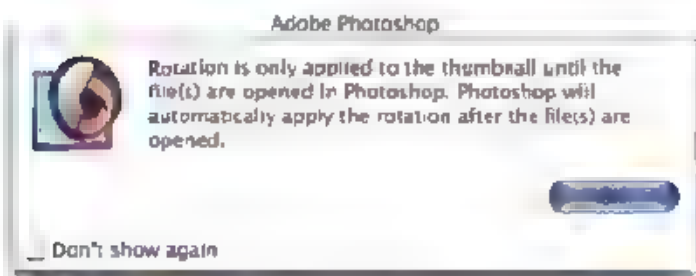 Adobe Photoshop
Rotation is only applied to the thumbnail until the
file(s) are opened in Photoshop. Photoshop will
automatically apply the rotation after the file(s) are
opened.
Don't show again